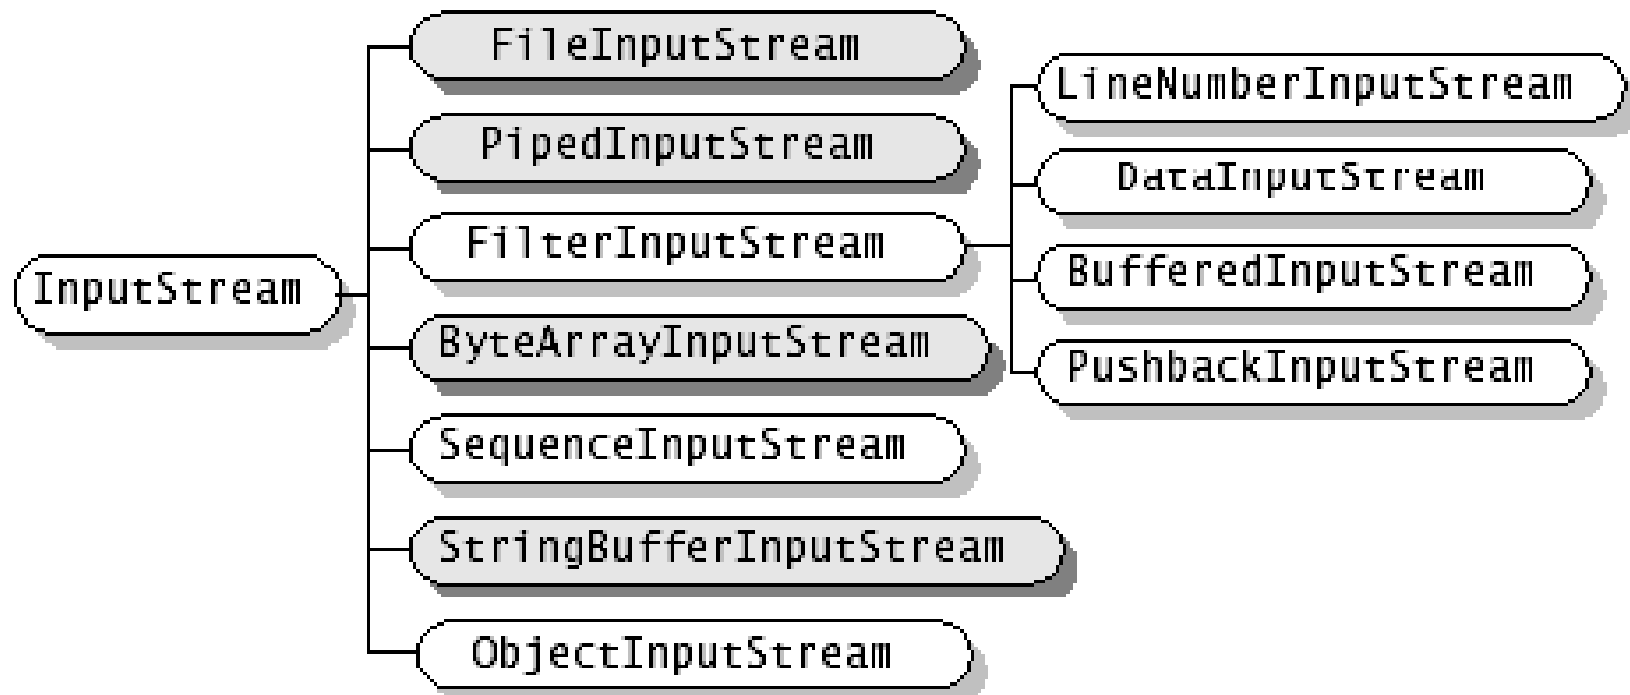 FileInputStream
PipedInputStream
FilterInputStream
InputStream
ByteArrayInputStream
SequenceInputStream
StringBufferInputStream
ObjectInputStream
LineNumberInputStream
DataInputStream
BufferedInputStream
PushbackInputStream